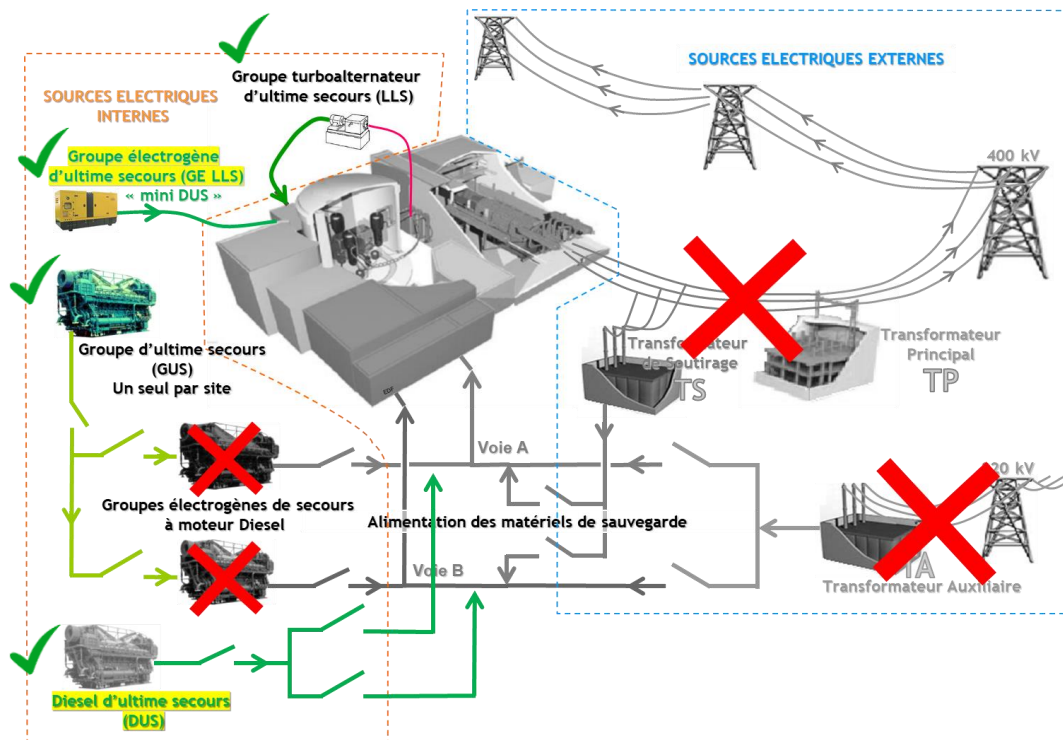 Groupe turboalternateur
d'ultime secours (LLS)
SOURCES ELECTRIQUES
INTERNES
SOURCES ELECTRIQUES EXTERNES
Groupe électrogène
d'ultime secours (GE LLS)
« mini DUS »
400 kV
Groupe d'ultime secours
(GUS)
Un seul par site
Transformateur
de Soutirage
TS
Transformateur
Principal
TP
Voie A
Groupes électrogènes de secours
à moteur Diesel
Alimentation des matériels de sauvegarde
Voie B
20 kV
TA
Transformateur Auxiliaire
Diesel d'ultime secours
(DUS)